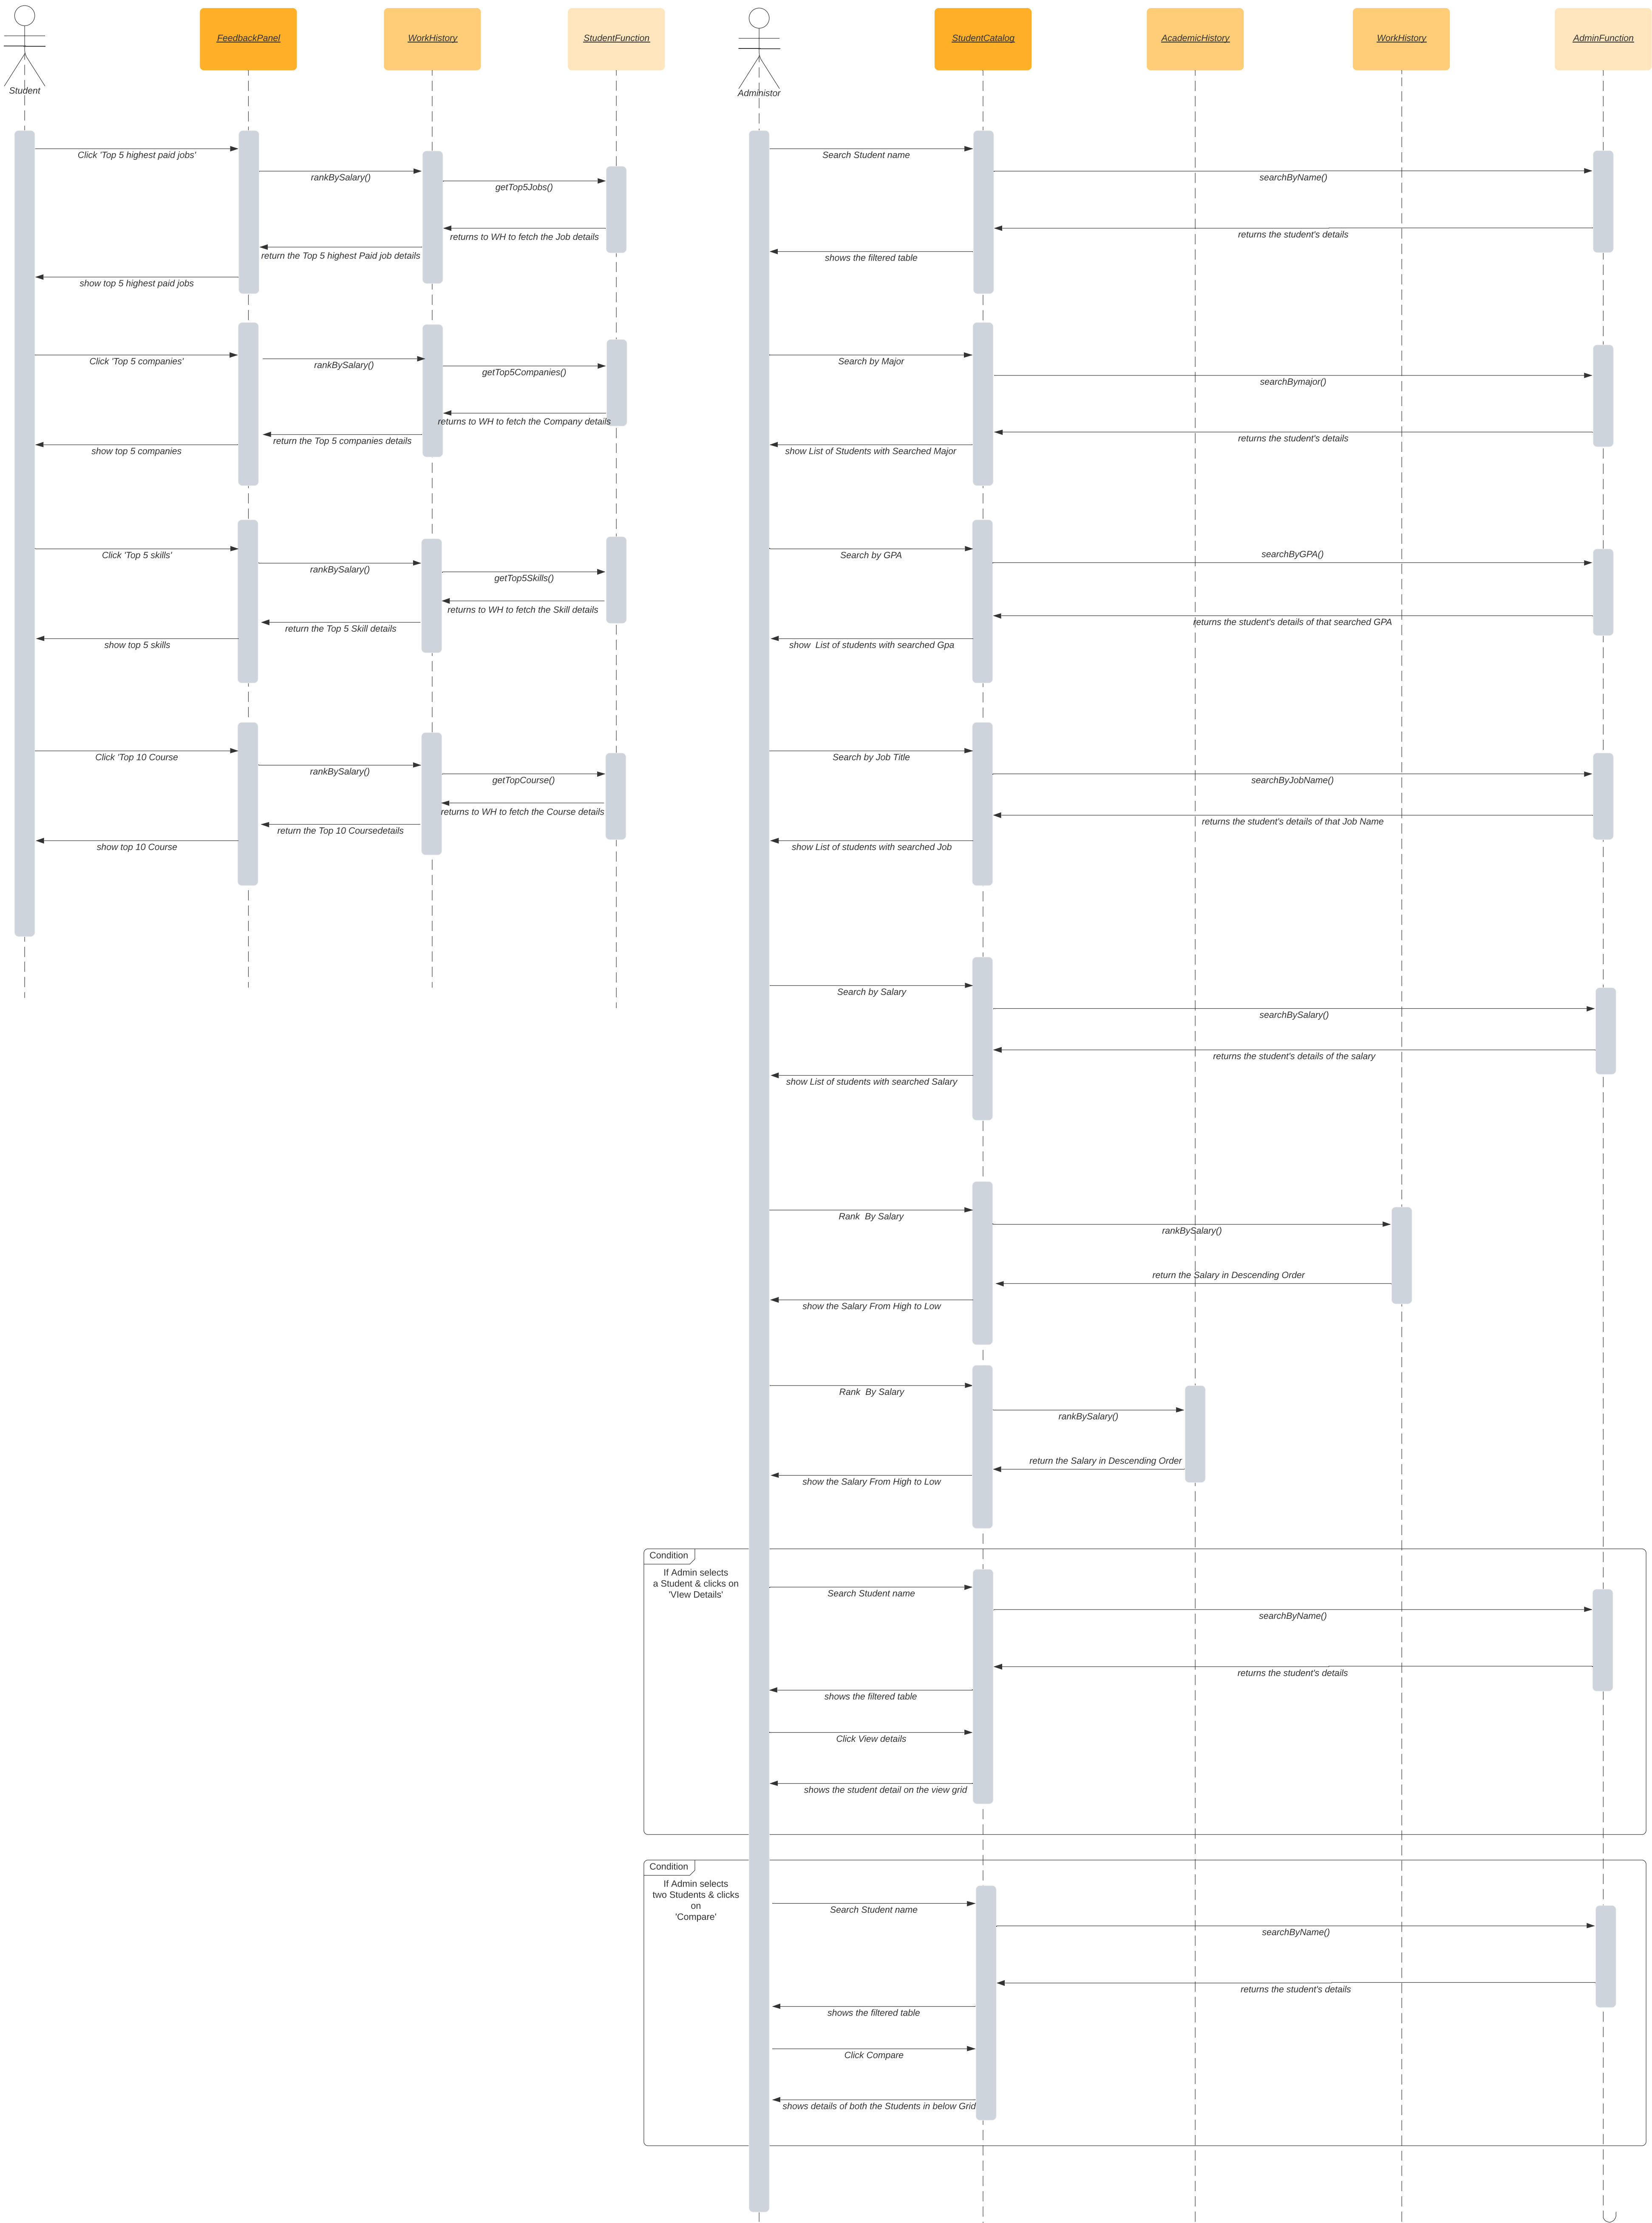 FeedbackPanel
WorkHistory
StudentFunction
StudentCatalog
AcademicHistory
WorkHistory
AdminFunction
Student
Administor
Click 'Top 5 highest paid jobs'
rankBySalary()
getTop5Jobs()
returns to WH to fetch the Job details
return the Top 5 highest Paid job details
show top 5 highest paid jobs
Click 'Top 5 companies'
rankBySalary()
getTop5Companies()
returns to WH to fetch the Company details
return the Top 5 companies details
show top 5 companies
Click 'Top 5 skills'
rankBySalary()
getTop5Skills()
returns to WH to fetch the Skill details
return the Top 5 Skill details
show top 5 skills
Click 'Top 10 Course
rankBySalary()
getTopCourse()
returns to WH to fetch the Course details
return the Top 10 Coursedetails
show top 10 Course
Search Student name
searchByName()
returns the student's details
shows the filtered table
Search by Major
searchBymajor()
returns the student's details
show List of Students with Searched Major
Search by GPA
searchByGPA()
returns the student's details of that searched GPA
show  List of students with searched Gpa
Search by Job Title
searchByJobName()
returns the student's details of that Job Name
show List of students with searched Job
Search by Salary
searchBySalary()
returns the student's details of the salary
show List of students with searched Salary
Rank  By Salary
rankBySalary()
return the Salary in Descending Order
show the Salary From High to Low
Rank  By Salary
rankBySalary()
return the Salary in Descending Order
show the Salary From High to Low
Condition
If Admin selects
a Student & clicks on
'VIew Details'
Search Student name
searchByName()
returns the student's details
shows the filtered table
Click View details
shows the student detail on the view grid
Condition
If Admin selects
two Students & clicks
on
'Compare'
Search Student name
searchByName()
returns the student's details
shows the filtered table
Click Compare
shows details of both the Students in below Grid